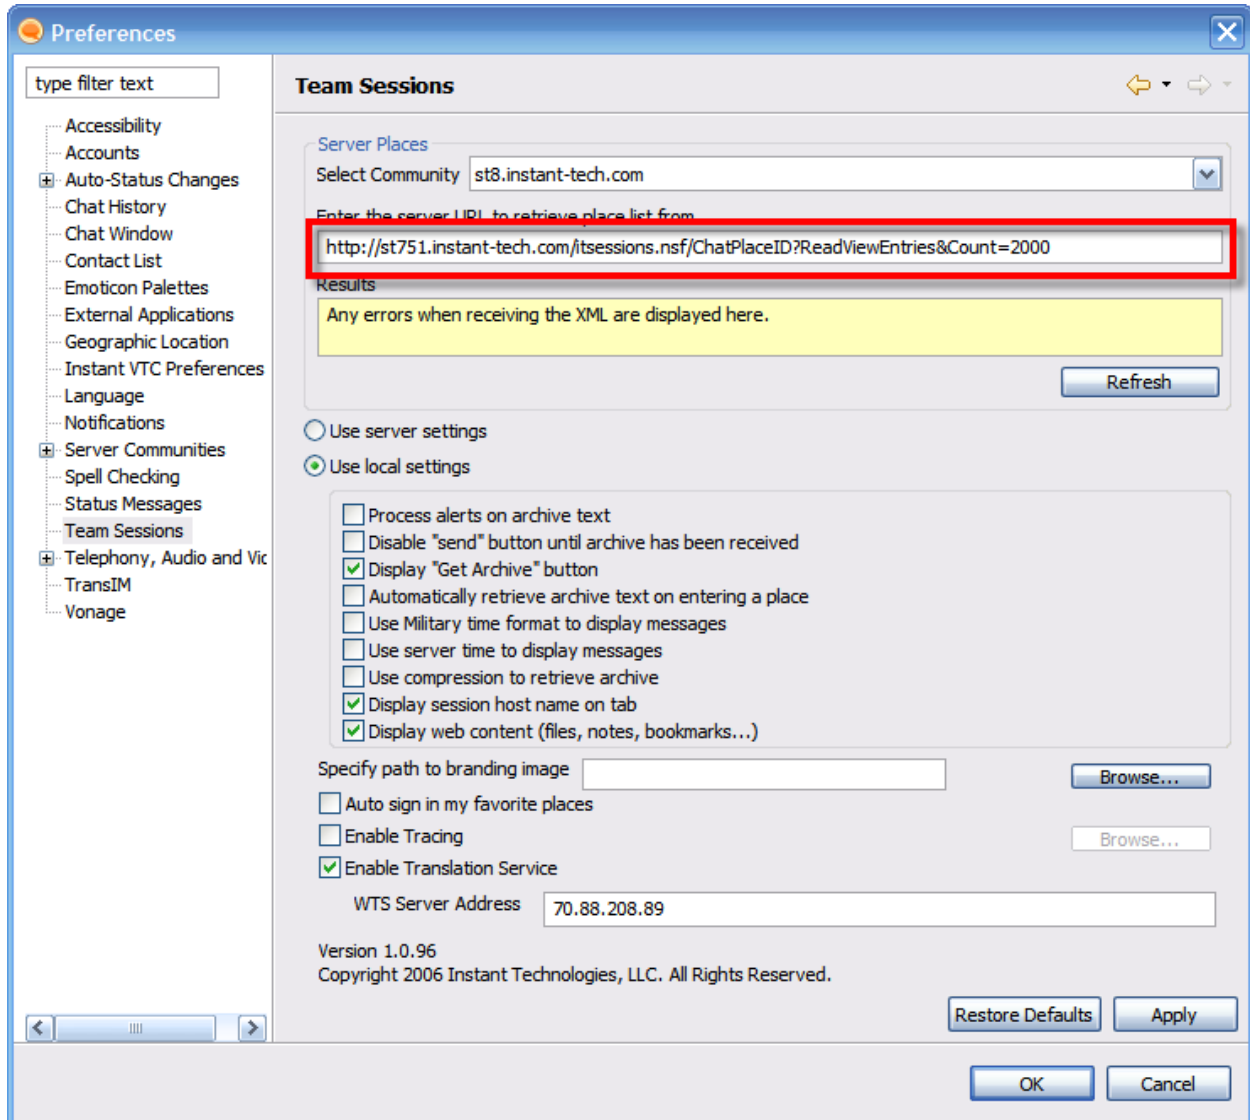 Preferences
type filter text
Accessibility
Accounts
Auto-Status Changes
Chat History
Chat Window
Contact List
Emoticon Palettes
External Applications
Geographic Location
Instant VTC Preferences
Language
Notifications
Server Communities
Spell Checking
Status Messages
Team Sessions
Telephony, Audio and Vic
TransIM
Vonage
Team Sessions
Server Places
Select Community st8.instant-tech.com
Enter the server URL to retrieve place list from
http://st751.instant-tech.com/itsessions.nsf/ChatPlaceID?ReadViewEntries&Count=2000
Results
Any errors when receiving the XML are displayed here.
Refresh
Use server settings
Use local settings
Process alerts on archive text
Disable "send" button until archive has been received
Display "Get Archive" button
Automatically retrieve archive text on entering a place
Use Military time format to display messages
Use server time to display messages
Use compression to retrieve archive
Display session host name on tab
Display web content (files, notes, bookmarks...)
Specify path to branding image Browse...
Auto sign in my favorite places
Enable Tracing Browse...
Enable Translation Service
WTS Server Address 70.88.208.89
Version 1.0.96
Copyright 2006 Instant Technologies, LLC. All Rights Reserved.
Restore Defaults Apply
OK Cancel